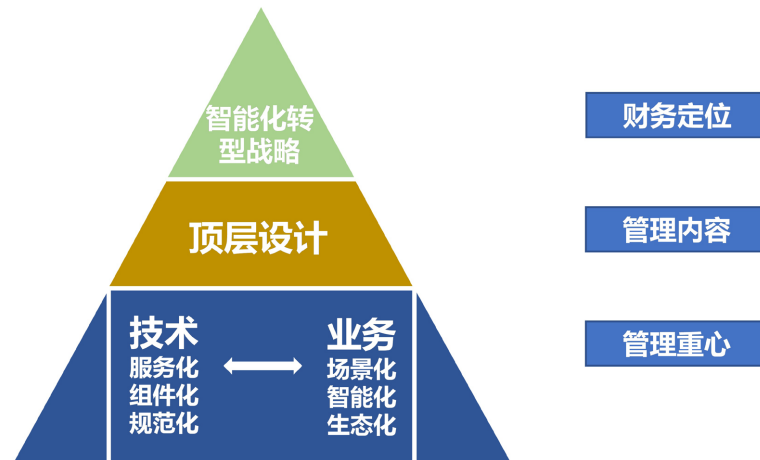 智能化转
型战略
顶层设计
技术
服务化
组件化
规范化
业务
场景化
智能化
生态化
财务定位
管理内容
管理重心